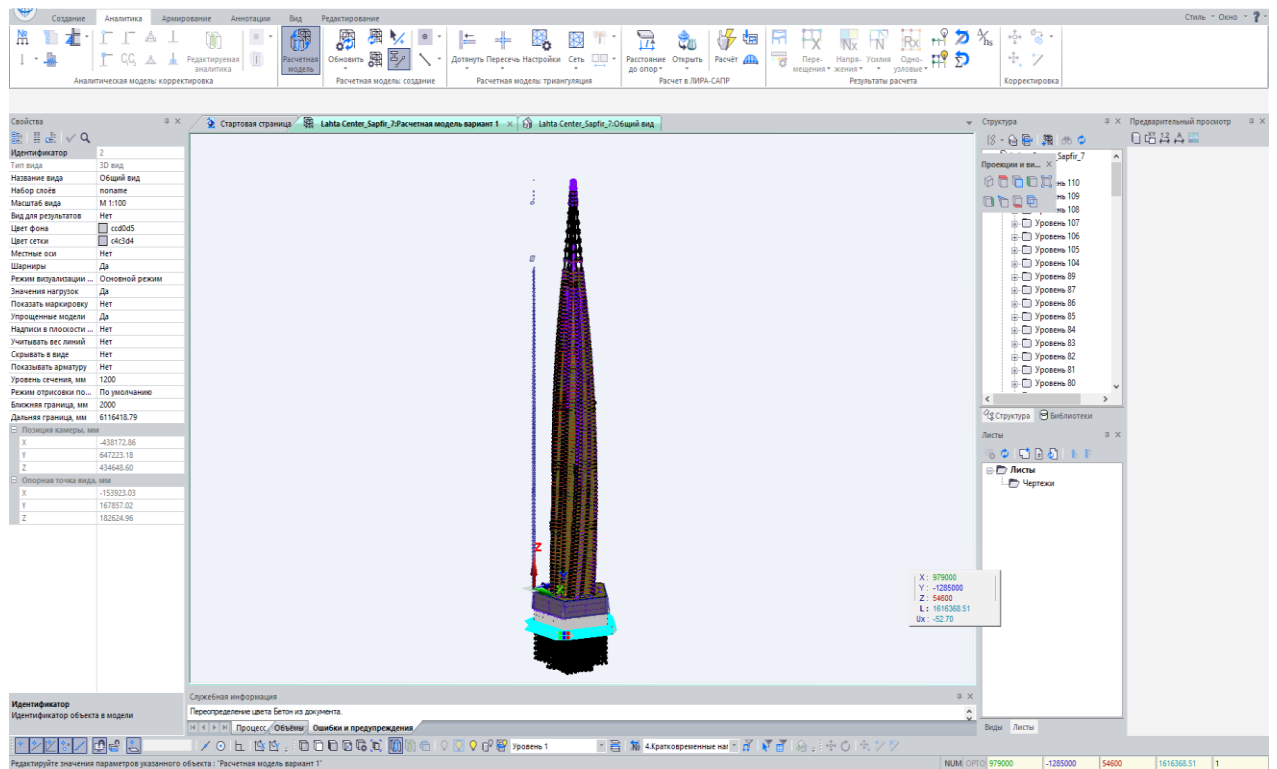 Создание Аналитика Армирование Аннотации Вид Редактирование Стиль Окно ?
Редактируемая аналитика
Расчетная модель
Обновить
Дотянуть Пересечь Настройки Сеть
Расстояние до опор
Открыть
Расчёт
Пере-мещения
Напря-жения
Усилия
Одно-узловые
Аналитическая модель: корректировка
Расчетная модель: создание
Расчетная модель: триангуляция
Расчет в ЛИРА-САПР
Результаты расчета
Корректировка
Свойства
Стартовая страница
Lahta Center_Sapfir_7:Расчетная модель вариант 1
Lahta Center_Sapfir_7:Общий вид
Структура
Предварительный просмотр
Идентификатор 2
Тип вида 3D вид
Название вида Общий вид
Набор слоёв noname
Масштаб вида М 1:100
Вид для результатов Нет
Цвет фона ccd0d5
Цвет сетки c4c3d4
Местные оси Нет
Шарниры Да
Режим визуализации ... Основной режим
Значения нагрузок Да
Показать маркировку Нет
Упрощенные модели Да
Надписи в плоскости ... Нет
Учитывать вес линий Нет
Скрывать в виде Нет
Показывать арматуру Нет
Уровень сечения, мм 1200
Режим отрисовки по... По умолчанию
Ближняя граница, мм 2000
Дальняя граница, мм 6116418.79
Позиция камеры, мм
X -438172.86
Y 647223.18
Z 434648.60
Опорная точка вида, мм
X -153923.03
Y 167857.02
Z 182624.96
Z
X
X : 979000
Y : -1285000
Z : 54600
L : 1616368.51
Ux : -52.70
Sapfir_7
Проекции и ви...
нь 110
нь 109
нь 108
Уровень 107
Уровень 106
Уровень 105
Уровень 104
Уровень 89
Уровень 87
Уровень 86
Уровень 85
Уровень 84
Уровень 83
Уровень 82
Уровень 81
Уровень 80
Структура Библиотеки
Листы
Листы
Чертежи
Виды Листы
Идентификатор
Идентификатор объекта в модели
Служебная информация
Переопределение цвета Бетон из документа.
Процесс Объёмы Ошибки и предупреждения
Уровень 1
4.Кратковременные наг
Редактируйте значения параметров указанного объекта : "Расчетная модель вариант 1"
NUM ОРТО 979000 -1285000 54600 1616368.51 1